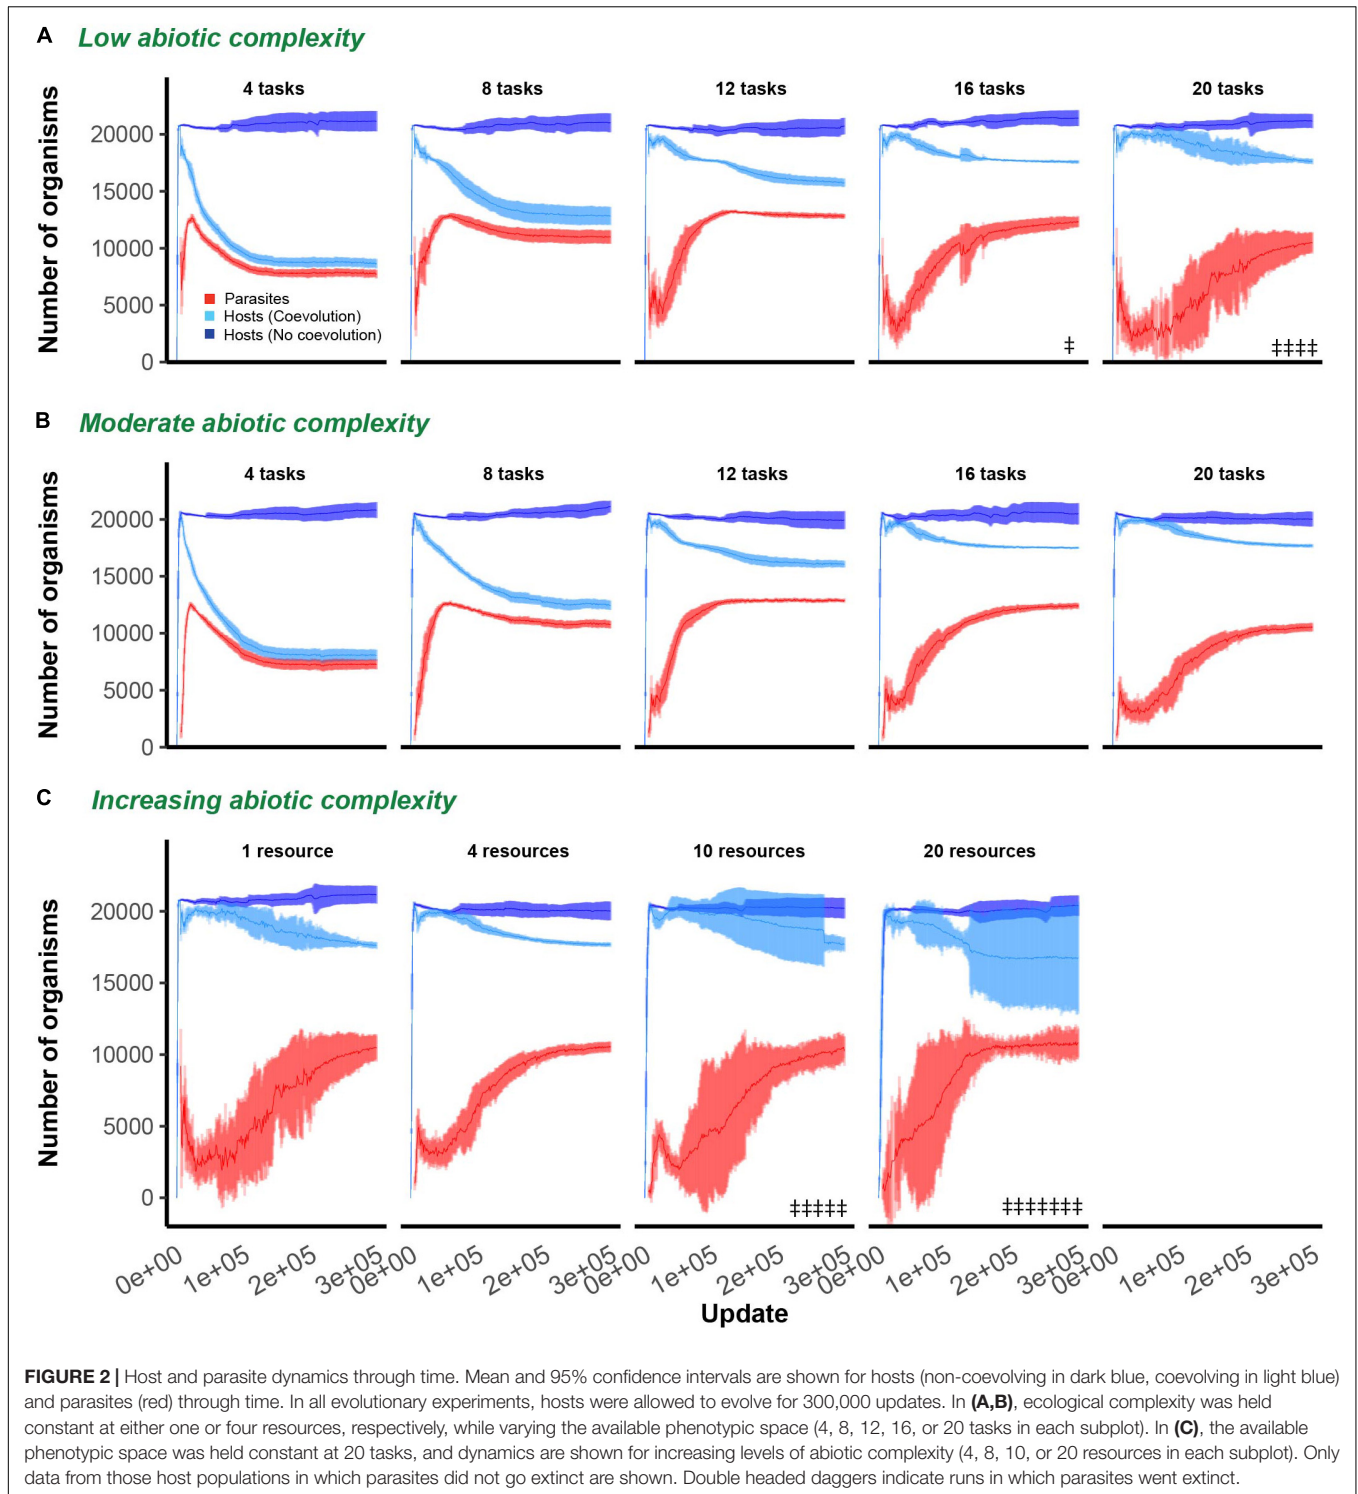 A Low abiotic complexity
4 tasks 8 tasks 12 tasks 16 tasks 20 tasks
Number of organisms
20000
15000
10000
5000
0
Parasites
Hosts (Coevolution)
Hosts (No coevolution)
‡ ‡‡‡‡
B Moderate abiotic complexity
4 tasks 8 tasks 12 tasks 16 tasks 20 tasks
Number of organisms
20000
15000
10000
5000
0
C Increasing abiotic complexity
1 resource 4 resources 10 resources 20 resources
Number of organisms
20000
15000
10000
5000
0
‡‡‡‡‡ ‡‡‡‡‡‡‡
0e+00 1e+05 2e+05 3e+05 0e+00 1e+05 2e+05 3e+05 0e+00 1e+05 2e+05 3e+05 0e+00 1e+05 2e+05 3e+05 0e+00 1e+05 2e+05 3e+05
Update
FIGURE 2 | Host and parasite dynamics through time. Mean and 95% confidence intervals are shown for hosts (non-coevolving in dark blue, coevolving in light blue)
and parasites (red) through time. In all evolutionary experiments, hosts were allowed to evolve for 300,000 updates. In (A,B), ecological complexity was held
constant at either one or four resources, respectively, while varying the available phenotypic space (4, 8, 12, 16, or 20 tasks in each subplot). In (C), the available
phenotypic space was held constant at 20 tasks, and dynamics are shown for increasing levels of abiotic complexity (4, 8, 10, or 20 resources in each subplot). Only
data from those host populations in which parasites did not go extinct are shown. Double headed daggers indicate runs in which parasites went extinct.